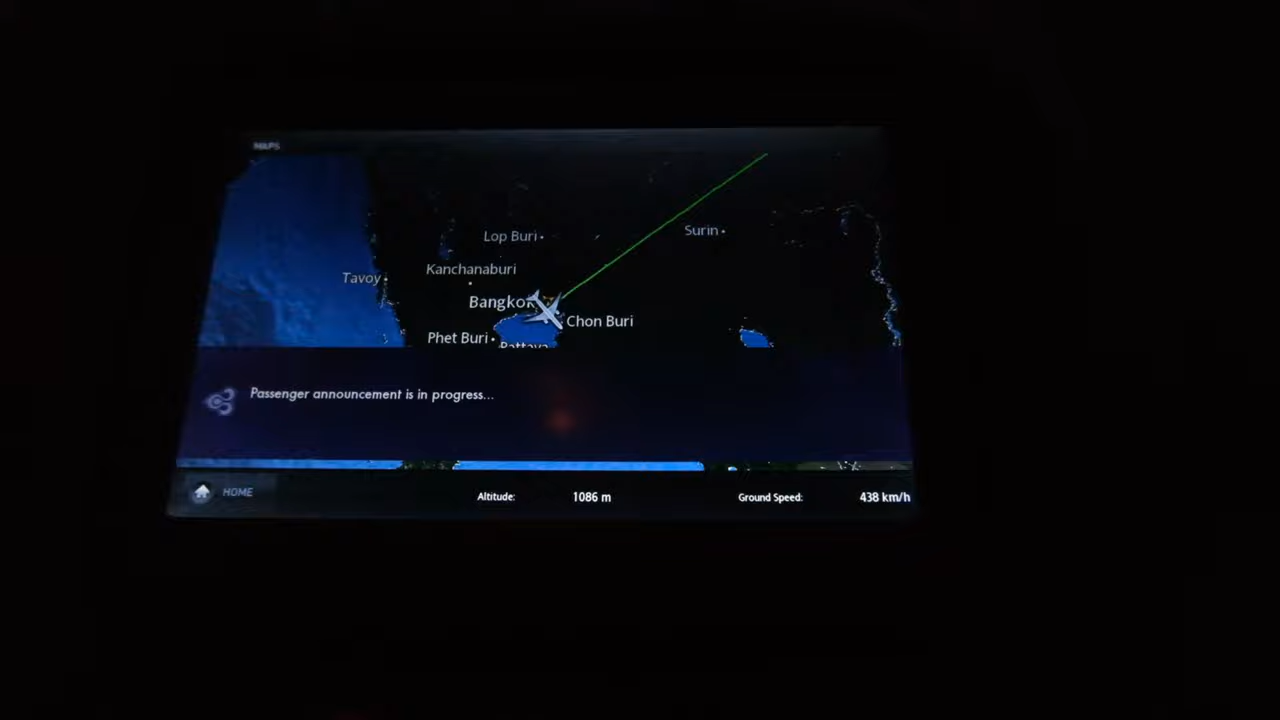 MAPS
Lop Buri
Surin
Kanchanaburi
Tavoy
Bangkok
Chon Buri
Phet Buri
Pattaya
Passenger announcement is in progress...
HOME
Altitude: 1086 m
Ground Speed: 438 km/h